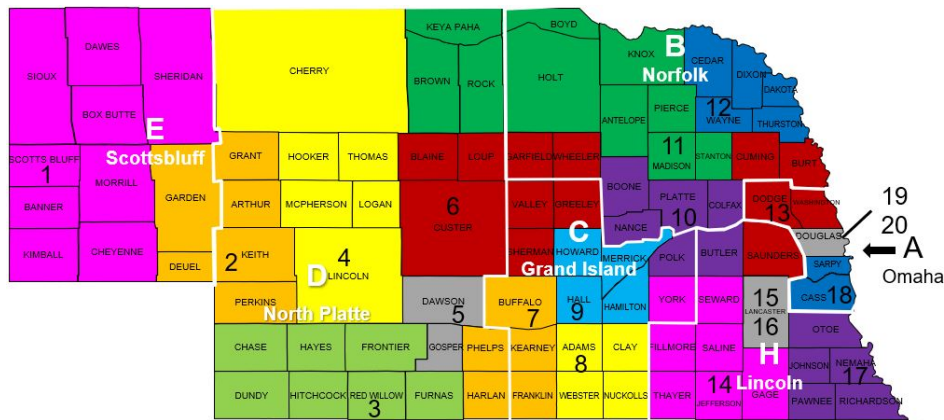 KEYA PAHA
BOYD
DAWES
SIOUX
SHERIDAN
CHERRY
BROWN
ROCK
HOLT
KNOX
B
Norfolk
CEDAR
DIXON
DAKOTA
BOX BUTTE
ANTELOPE
PIERCE
12
WAYNE
THURSTON
E
Scottsbluff
SCOTTS BLUFF
1
MORRILL
GARDEN
GRANT
HOOKER
THOMAS
BLAINE
LOUP
GARFIELD
WHEELER
11
MADISON
STANTON
CUMING
BURT
BANNER
ARTHUR
MCPHERSON
LOGAN
6
CUSTER
VALLEY
GREELEY
BOONE
PLATTE
10
COLFAX
DODGE
13
WASHINGTON
19
20
NANCE
KIMBALL
CHEYENNE
DEUEL
2
KEITH
4
LINCOLN
D
North Platte
SHERMAN
C
HOWARD
Grand Island
MERRICK
POLK
BUTLER
SAUNDERS
DOUGLAS
SARPY
A
Omaha
PERKINS
DAWSON
5
BUFFALO
7
HALL
9
HAMILTON
YORK
SEWARD
15
LANCASTER
16
CASS
18
OTOE
CHASE
HAYES
FRONTIER
GOSPER
PHELPS
KEARNEY
ADAMS
8
CLAY
FILLMORE
SALINE
H
Lincoln
JOHNSON
NEMAHA
17
DUNDY
HITCHCOCK
RED WILLOW
3
FURNAS
HARLAN
FRANKLIN
WEBSTER
NUCKOLLS
THAYER
14
JEFFERSON
GAGE
PAWNEE
RICHARDSON